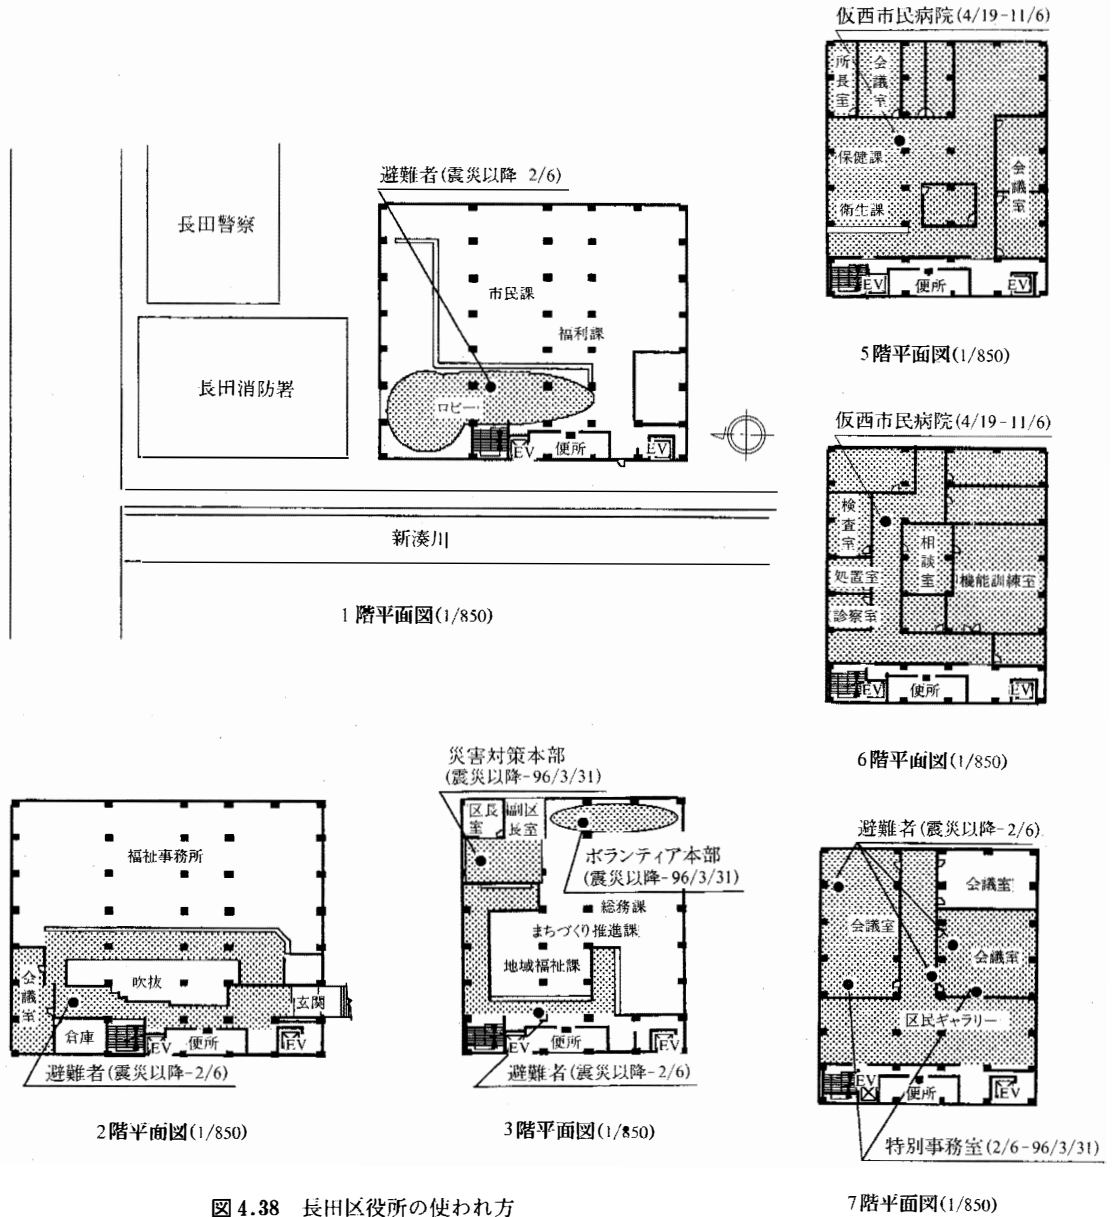 仮西市民病院(4/19-11/6)
所長室
会議室
保健課
会議室
衛生課
EV
便所
EV
5階平面図(1/850)
避難者(震災以降 2/6)
長田警察
市民課
福利課
長田消防署
ロビー
EV
便所
EV
新湊川
1階平面図(1/850)
仮西市民病院(4/19-11/6)
検査室
相談室
処置室
機能訓練室
診察室
EV
便所
EV
6階平面図(1/850)
福祉事務所
会議室
吹抜
玄関
倉庫
EV
便所
EV
避難者(震災以降-2/6)
2階平面図(1/850)
災害対策本部
(震災以降-96/3/31)
区長室
副区長室
ボランティア本部
(震災以降-96/3/31)
総務課
まちづくり推進課
地域福祉課
EV
便所
EV
避難者(震災以降-2/6)
3階平面図(1/850)
避難者(震災以降-2/6)
会議室
会議室
会議室
区民ギャラリー
EV
便所
EV
特別事務室(2/6-96/3/31)
7階平面図(1/850)
図4.38 長田区役所の使われ方